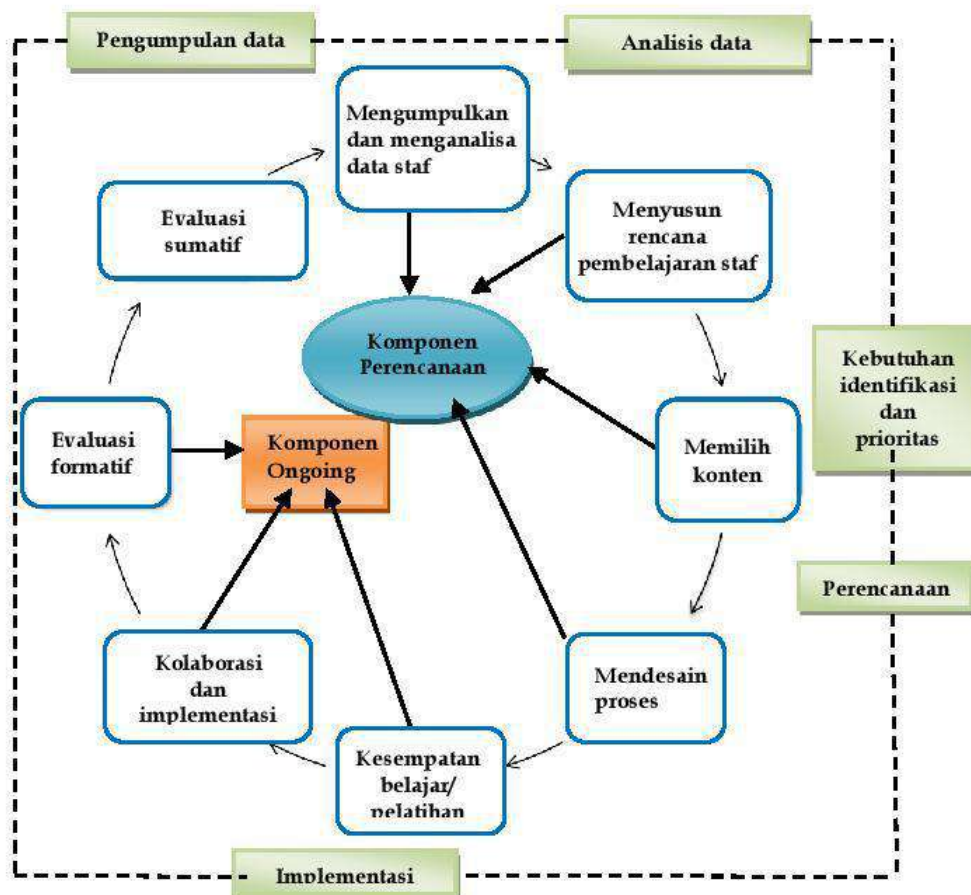 Pengumpulan data
Analisis data
Mengumpulkan
dan menganalisa
data staf
Menyusun
rencana
pembelajaran staf
Evaluasi
sumatif
Komponen
Perencanaan
Kebutuhan
identifikasi
dan
prioritas
Evaluasi
formatif
Komponen
Ongoing
Memilih
konten
Perencanaan
Kolaborasi
dan
implementasi
Mendesain
proses
Kesempatan
belajar/
pelatihan
Implementasi